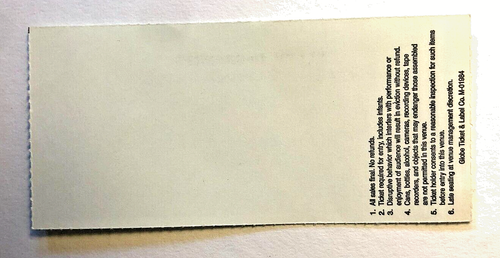 1. All sales final. No refunds.
2. Ticket required for entry, includes infants.
3. Disruptive behavior which interferes with performance or
enjoyment of audience will result in eviction without refund.
4. Cans, bottles, alcohol, cameras, recording devices, tape
recorders, and objects that may endanger those assembled
are not permitted in this venue.
5. Ticket holder consents to a reasonable inspection for such items
before entry into this venue.
6. Late seating at venue management discretion.
Globe Ticket & Label Co. M-01984